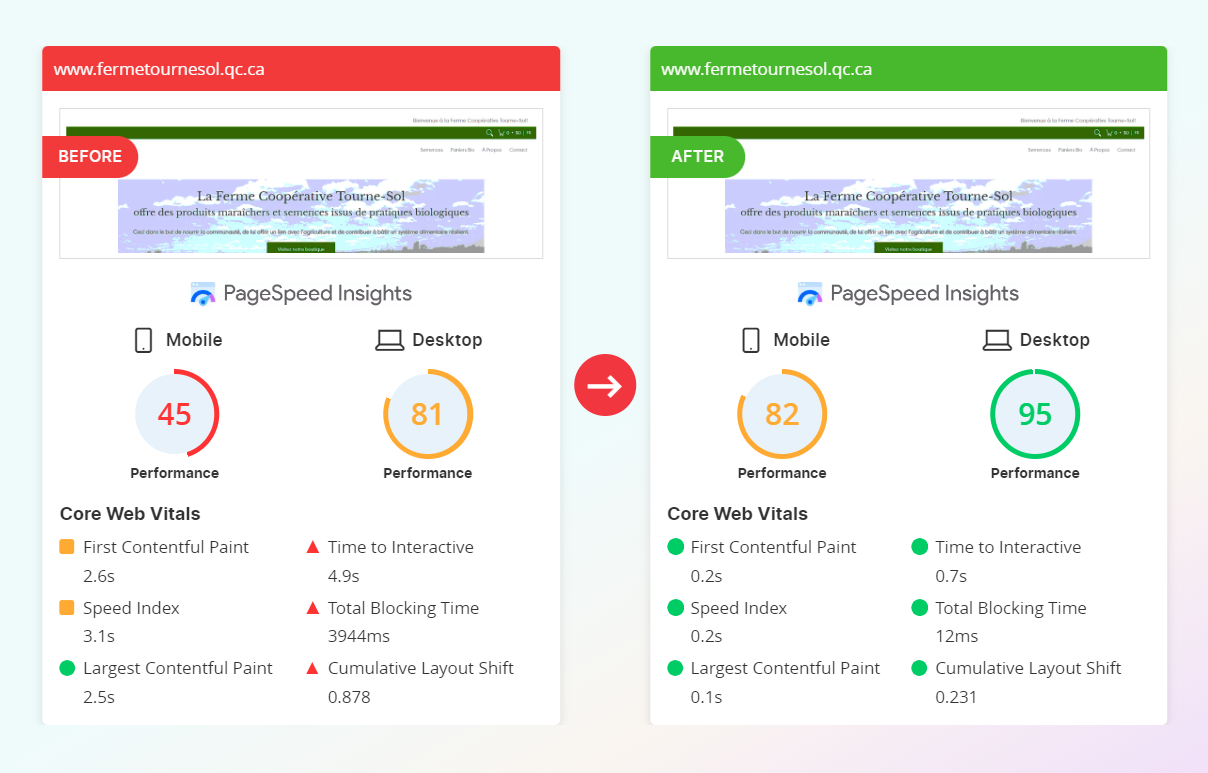 www.fermetournesol.qc.ca
Bienvenue à la Ferme Coopérative Tourne-Sol!
0 • $0 | FR
BEFORE
Semences Paniers Bio À Propos Contact
La Ferme Coopérative Tourne-Sol
offre des produits maraîchers et semences issus de pratiques biologiques
Ceci dans le but de nourrir la communauté, de te offrir un lien avec l'agriculture et de contribuer à bâtir un système alimentaire résilient.
Visitez notre boutique
PageSpeed Insights
Mobile Desktop
45 81
Performance Performance
Core Web Vitals
First Contentful Paint Time to Interactive
2.6s 4.9s
Speed Index Total Blocking Time
3.1s 3944ms
Largest Contentful Paint Cumulative Layout Shift
2.5s 0.878
www.fermetournesol.qc.ca
Bienvenue à la Ferme Coopérative Tourne-Sol!
0 • $0 | FR
AFTER
Semences Paniers Bio À Propos Contact
La Ferme Coopérative Tourne-Sol
offre des produits maraîchers et semences issus de pratiques biologiques
Ceci dans le but de nourrir la communauté, de te offrir un lien avec l'agriculture et de contribuer à bâtir un système alimentaire résilient.
Visitez notre boutique
PageSpeed Insights
Mobile Desktop
82 95
Performance Performance
Core Web Vitals
First Contentful Paint Time to Interactive
0.2s 0.7s
Speed Index Total Blocking Time
0.2s 12ms
Largest Contentful Paint Cumulative Layout Shift
0.1s 0.231